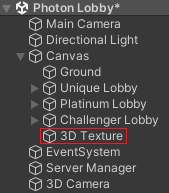 Photon Lobby*
Main Camera
Directional Light
Canvas
Ground
Unique Lobby
Platinum Lobby
Challenger Lobby
3D Texture
EventSystem
Server Manager
3D Camera